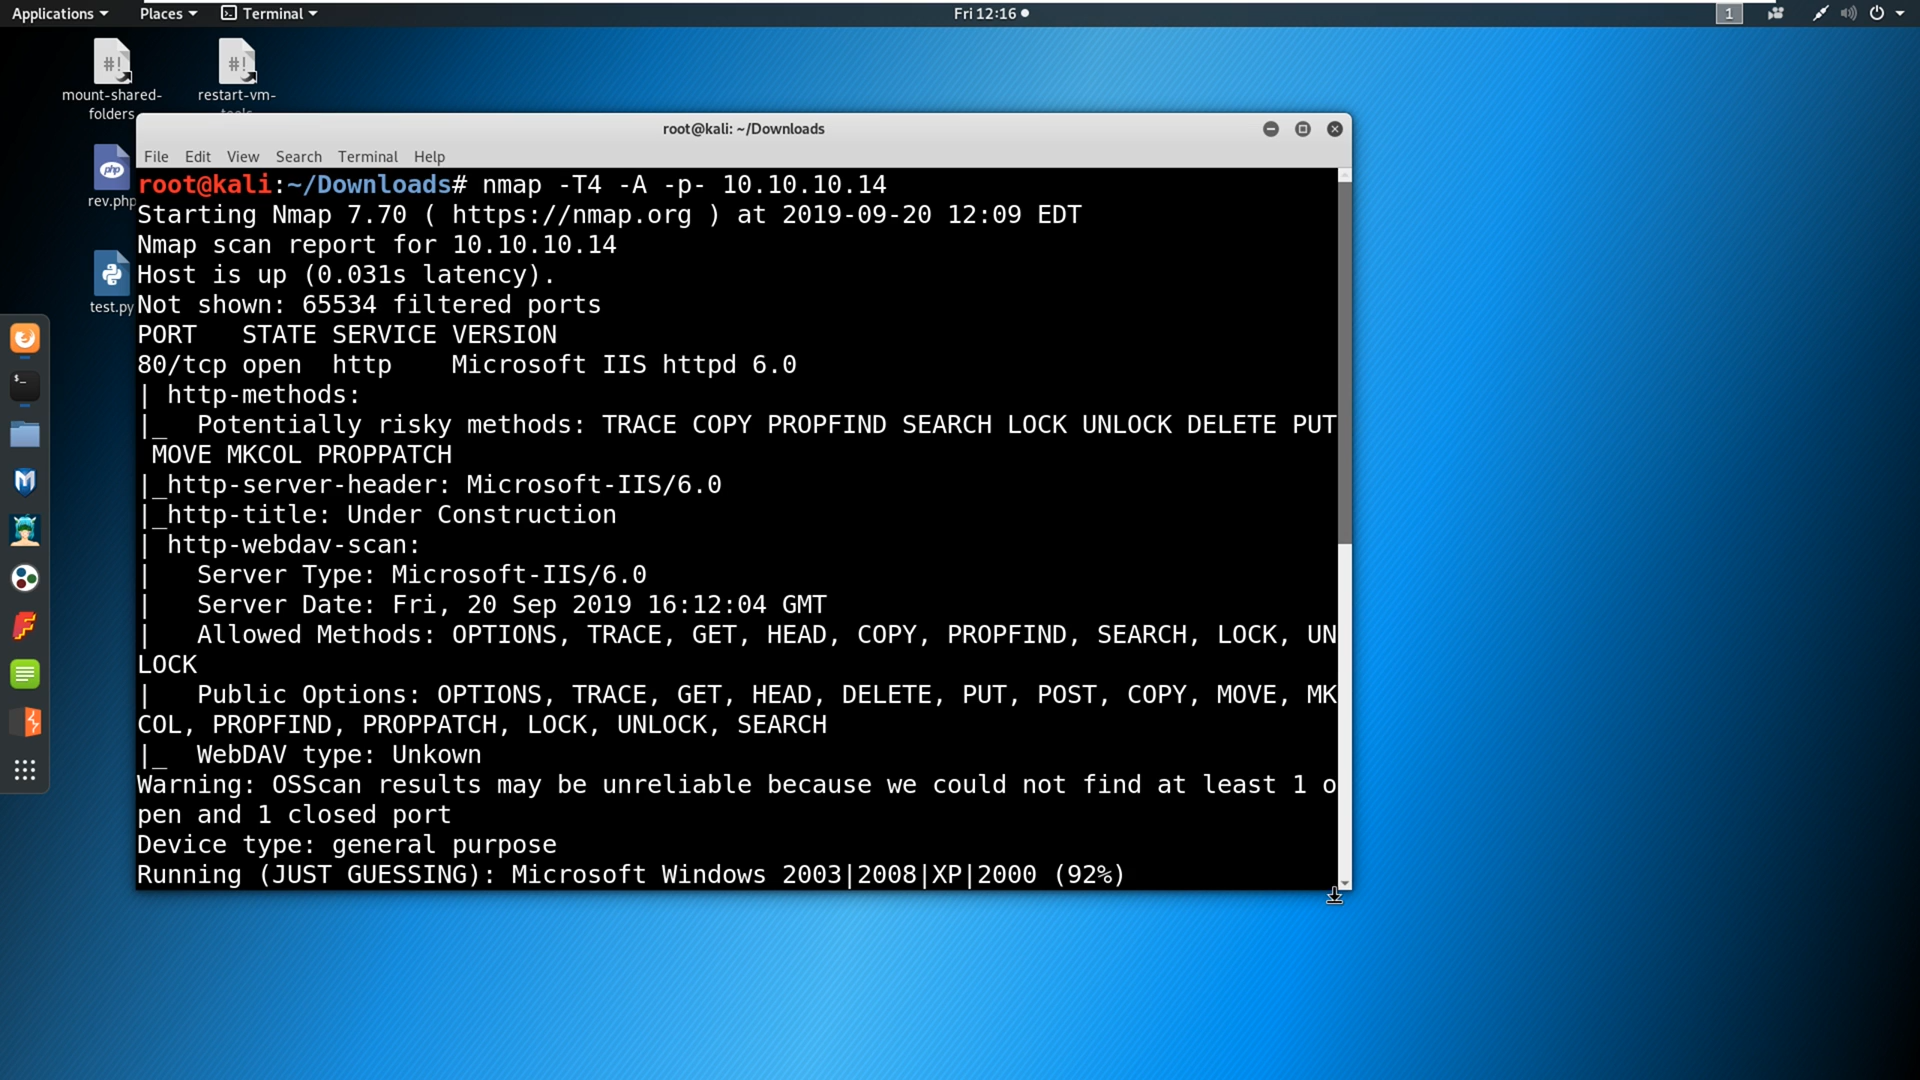 Applications Places Terminal Fri 12:16 1
mount-shared-
folders
restart-vm-
tools
rev.php
test.py
root@kali: ~/Downloads
File Edit View Search Terminal Help
root@kali:~/Downloads# nmap -T4 -A -p- 10.10.10.14
Starting Nmap 7.70 ( https://nmap.org ) at 2019-09-20 12:09 EDT
Nmap scan report for 10.10.10.14
Host is up (0.031s latency).
Not shown: 65534 filtered ports
PORT   STATE SERVICE VERSION
80/tcp open  http    Microsoft IIS httpd 6.0
| http-methods:
|_  Potentially risky methods: TRACE COPY PROPFIND SEARCH LOCK UNLOCK DELETE PUT
 MOVE MKCOL PROPPATCH
|_http-server-header: Microsoft-IIS/6.0
|_http-title: Under Construction
| http-webdav-scan:
|   Server Type: Microsoft-IIS/6.0
|   Server Date: Fri, 20 Sep 2019 16:12:04 GMT
|   Allowed Methods: OPTIONS, TRACE, GET, HEAD, COPY, PROPFIND, SEARCH, LOCK, UN
LOCK
|   Public Options: OPTIONS, TRACE, GET, HEAD, DELETE, PUT, POST, COPY, MOVE, MK
COL, PROPFIND, PROPPATCH, LOCK, UNLOCK, SEARCH
|_  WebDAV type: Unkown
Warning: OSScan results may be unreliable because we could not find at least 1 o
pen and 1 closed port
Device type: general purpose
Running (JUST GUESSING): Microsoft Windows 2003|2008|XP|2000 (92%)